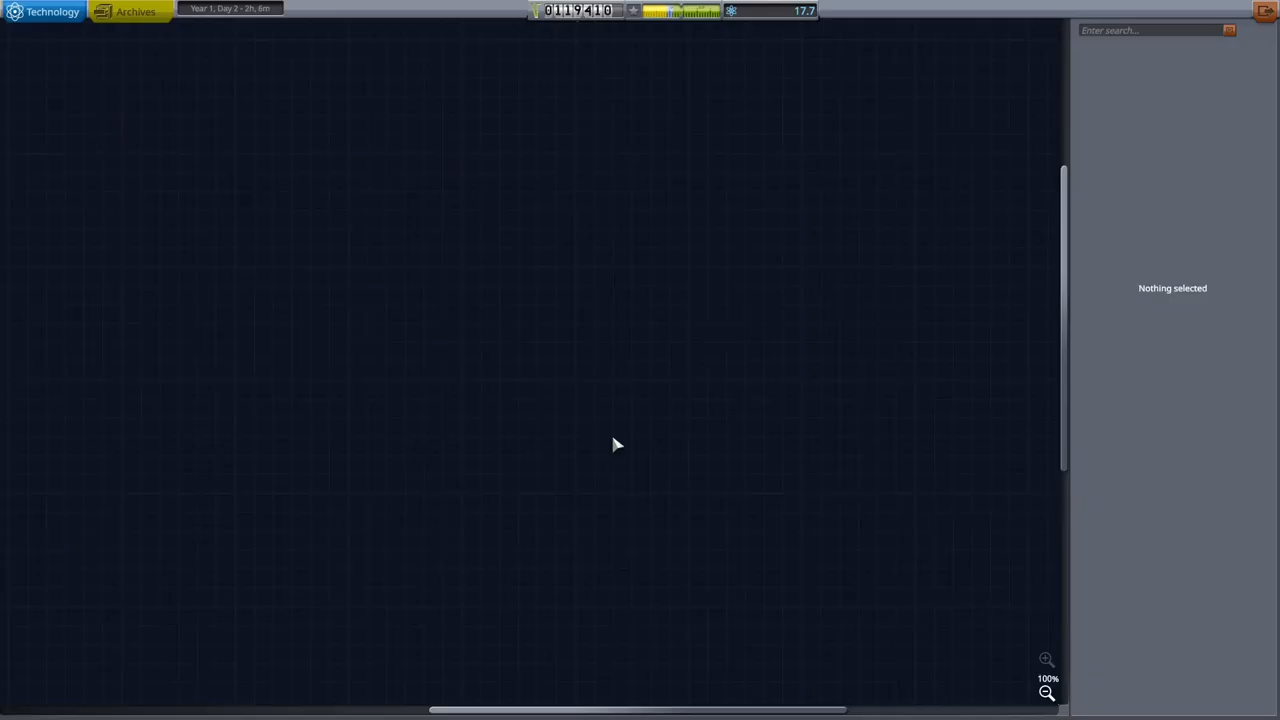 Technology
Archives
Year 1, Day 2 - 2h, 6m
0119410
17.7
Enter search...
Nothing selected
100%